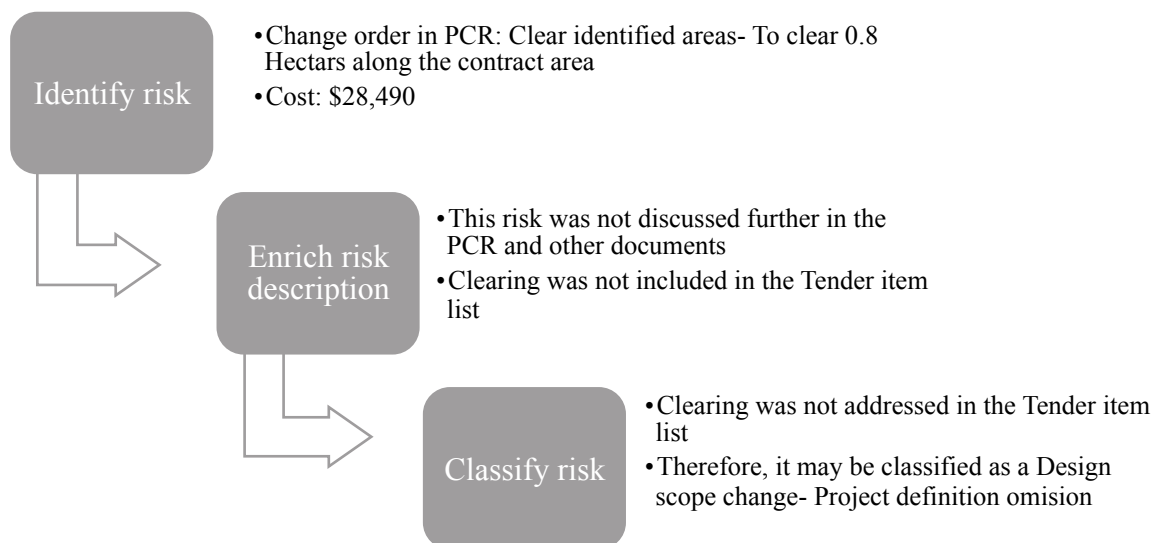 Identify risk
•Change order in PCR: Clear identified areas- To clear 0.8
Hectars along the contract area
•Cost: $28,490
Enrich risk
description
•This risk was not discussed further in the
PCR and other documents
•Clearing was not included in the Tender item
list
Classify risk
•Clearing was not addressed in the Tender item
list
•Therefore, it may be classified as a Design
scope change- Project definition omision